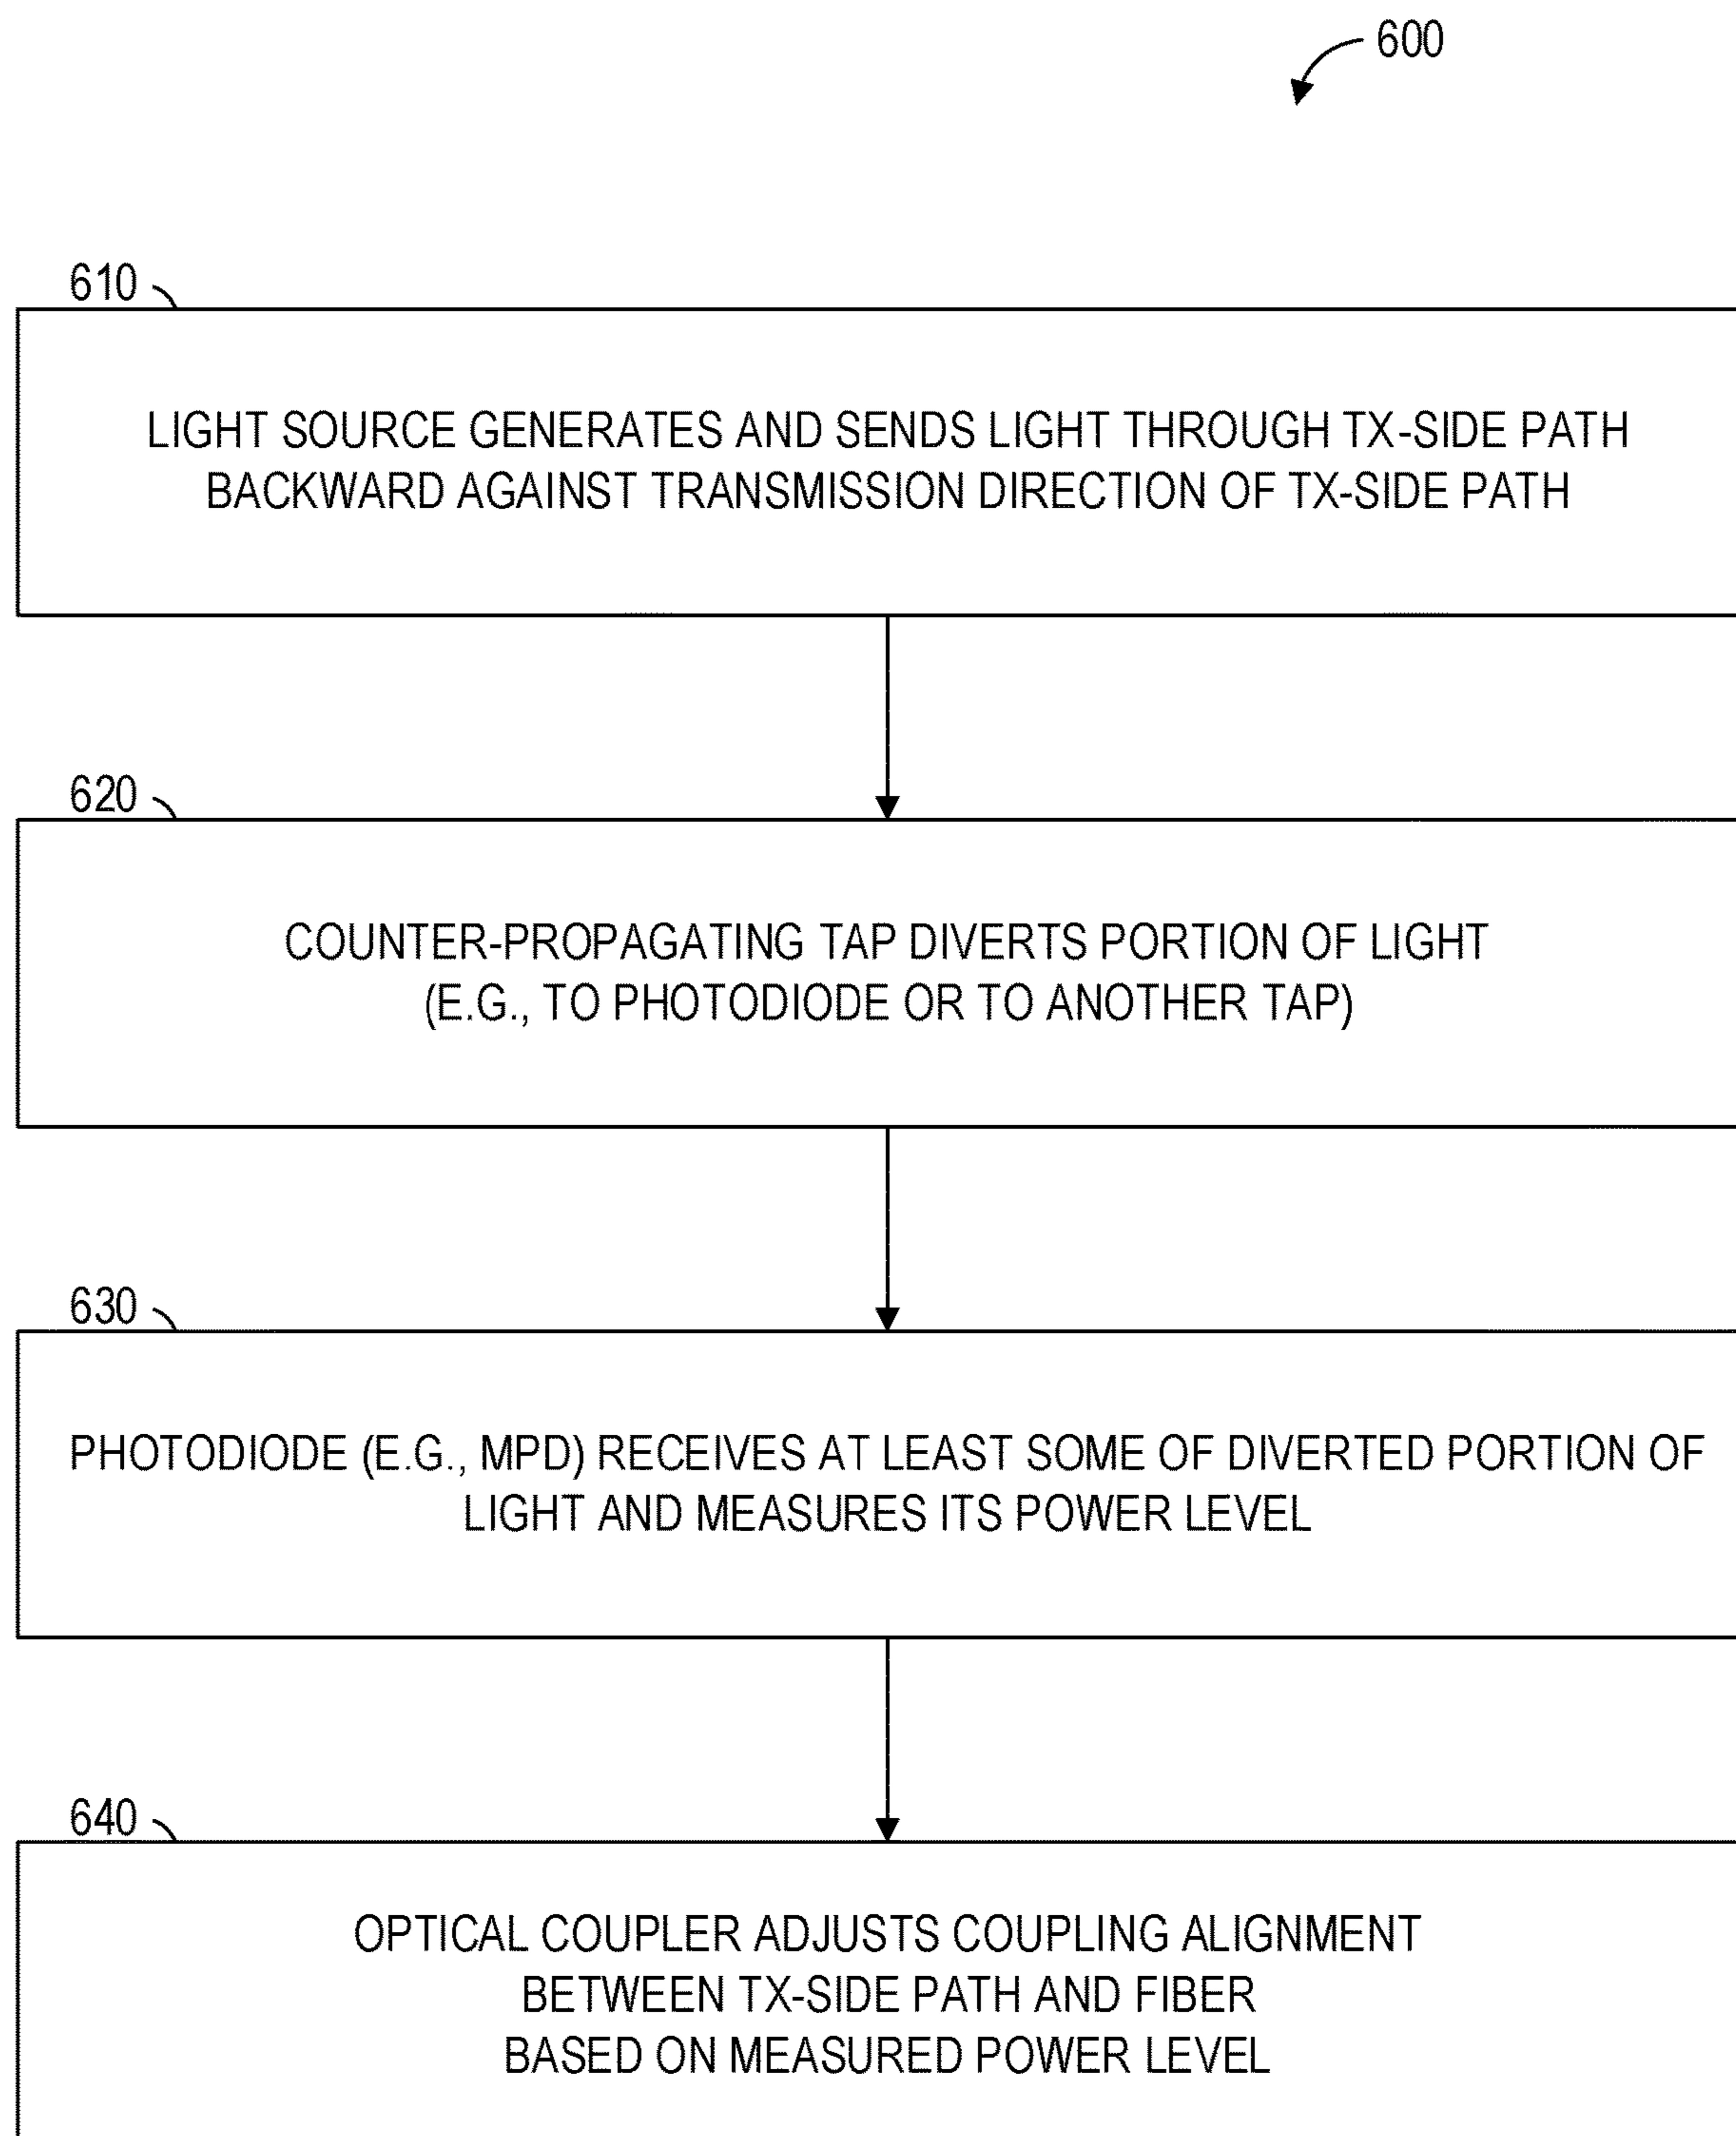 600
610
LIGHT SOURCE GENERATES AND SENDS LIGHT THROUGH TX-SIDE PATH
BACKWARD AGAINST TRANSMISSION DIRECTION OF TX-SIDE PATH
620
COUNTER-PROPAGATING TAP DIVERTS PORTION OF LIGHT
(E.G., TO PHOTODIODE OR TO ANOTHER TAP)
630
PHOTODIODE (E.G., MPD) RECEIVES AT LEAST SOME OF DIVERTED PORTION OF
LIGHT AND MEASURES ITS POWER LEVEL
640
OPTICAL COUPLER ADJUSTS COUPLING ALIGNMENT
BETWEEN TX-SIDE PATH AND FIBER
BASED ON MEASURED POWER LEVEL